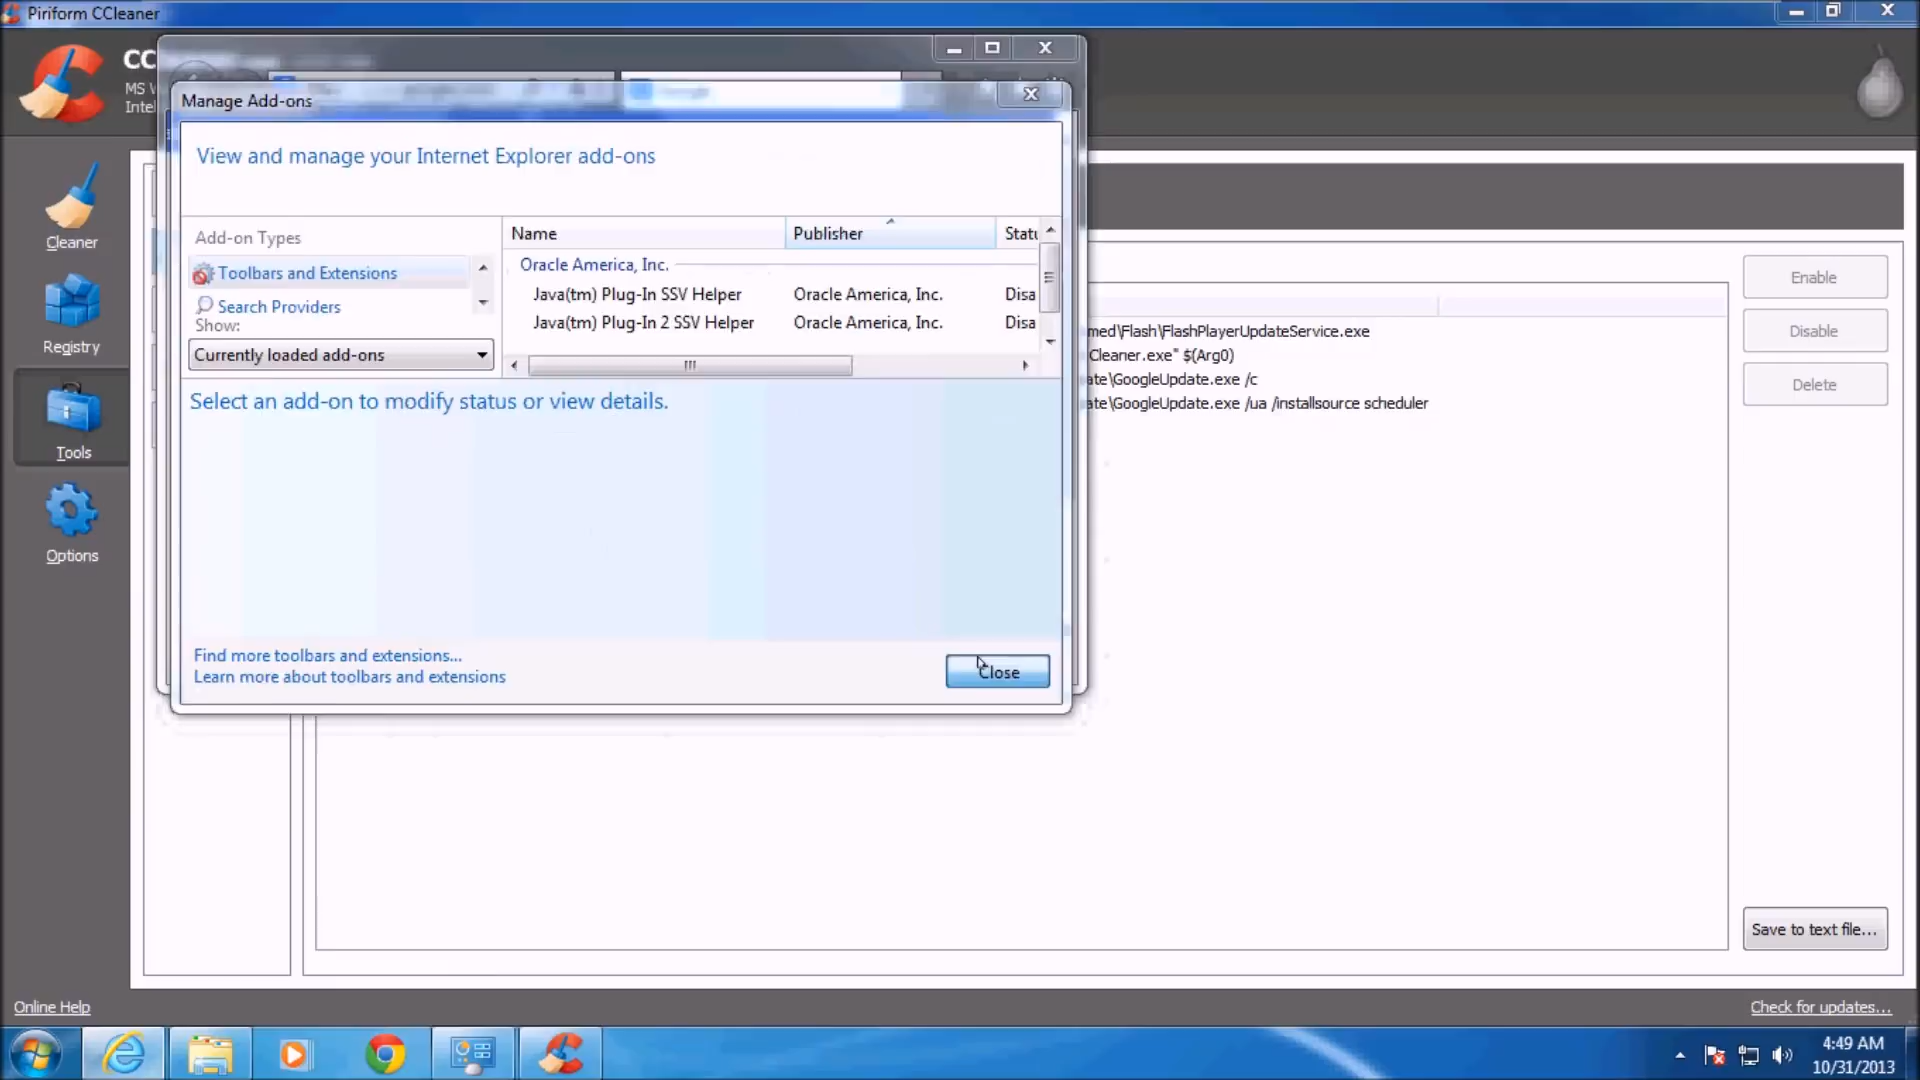 Piriform CCleaner
CC
MS W
Intel
Manage Add-ons
View and manage your Internet Explorer add-ons
Add-on Types
Toolbars and Extensions
Search Providers
Show:
Currently loaded add-ons
Name Publisher Statu
Oracle America, Inc.
Java(tm) Plug-In SSV Helper Oracle America, Inc. Disa
Java(tm) Plug-In 2 SSV Helper Oracle America, Inc. Disa
Select an add-on to modify status or view details.
Find more toolbars and extensions...
Learn more about toolbars and extensions
Close
Cleaner
Registry
Tools
Options
med\Flash\FlashPlayerUpdateService.exe
Cleaner.exe" $(Arg0)
ate\GoogleUpdate.exe /c
ate\GoogleUpdate.exe /ua /installsource scheduler
Enable
Disable
Delete
Save to text file...
Online Help
Check for updates...
4:49 AM
10/31/2013